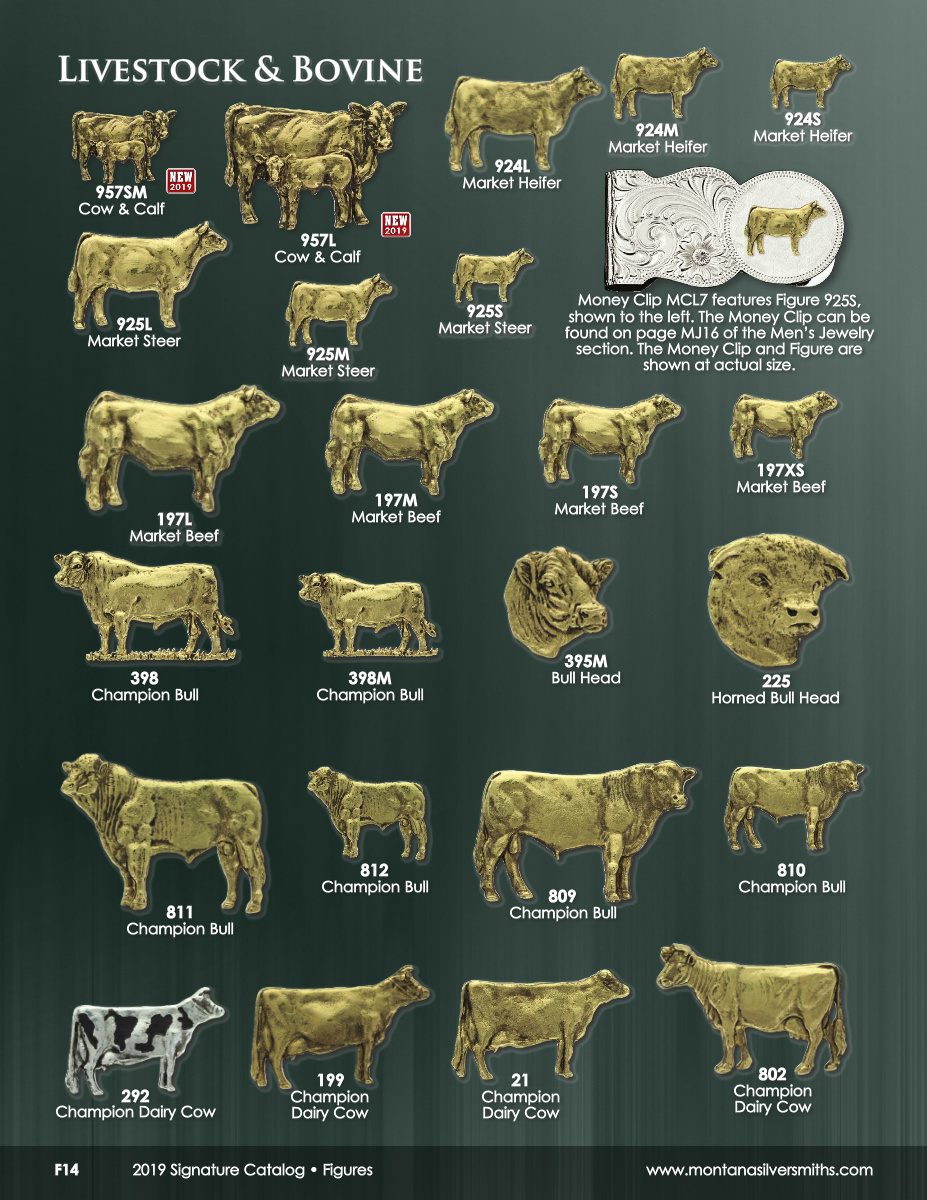 LIVESTOCK & BOVINE
957SM
Cow & Calf
NEW
2019
957L
Cow & Calf
NEW
2019
924L
Market Heifer
924M
Market Heifer
924S
Market Heifer
925L
Market Steer
925M
Market Steer
925S
Market Steer
Money Clip MCL7 features Figure 925S,
shown to the left. The Money Clip can be
found on page MJ16 of the Men's Jewelry
section. The Money Clip and Figure are
shown at actual size.
197L
Market Beef
197M
Market Beef
197S
Market Beef
197XS
Market Beef
398
Champion Bull
398M
Champion Bull
395M
Bull Head
225
Horned Bull Head
811
Champion Bull
812
Champion Bull
809
Champion Bull
810
Champion Bull
292
Champion Dairy Cow
199
Champion
Dairy Cow
21
Champion
Dairy Cow
802
Champion
Dairy Cow
F14
2019 Signature Catalog • Figures
www.montanasilversmiths.com